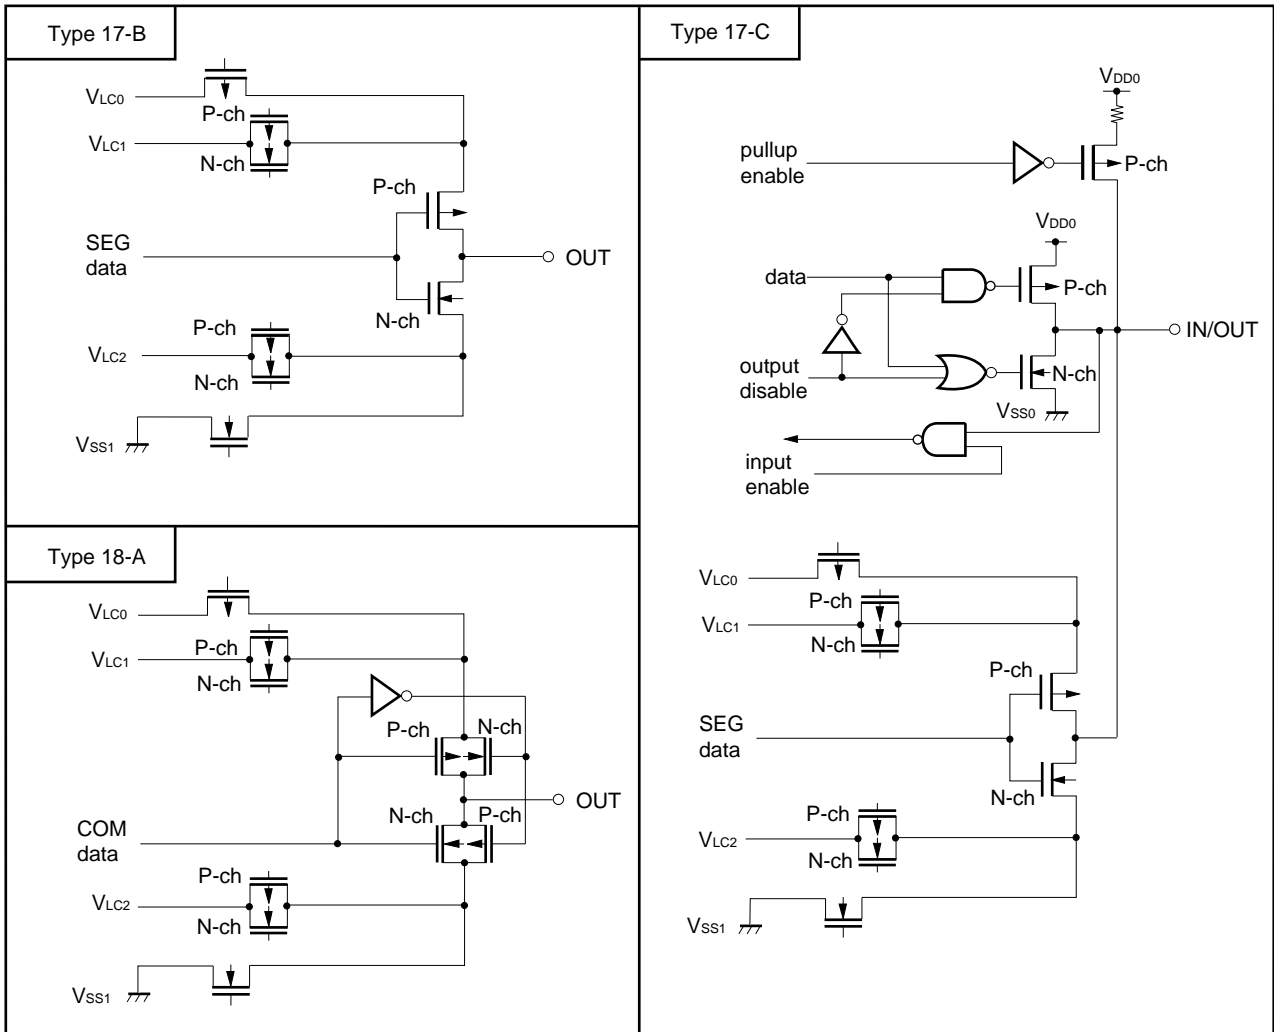 Type 17-B
VLC0
P-ch
VLC1
N-ch
P-ch
SEG
data
OUT
N-ch
P-ch
VLC2
N-ch
VSS1
Type 18-A
VLC0
P-ch
VLC1
N-ch
P-ch
N-ch
OUT
N-ch
P-ch
COM
data
P-ch
VLC2
N-ch
VSS1
Type 17-C
VDD0
pullup
enable
P-ch
VDD0
data
P-ch
IN/OUT
output
disable
N-ch
VSS0
input
enable
VLC0
P-ch
VLC1
N-ch
P-ch
SEG
data
N-ch
P-ch
VLC2
N-ch
VSS1